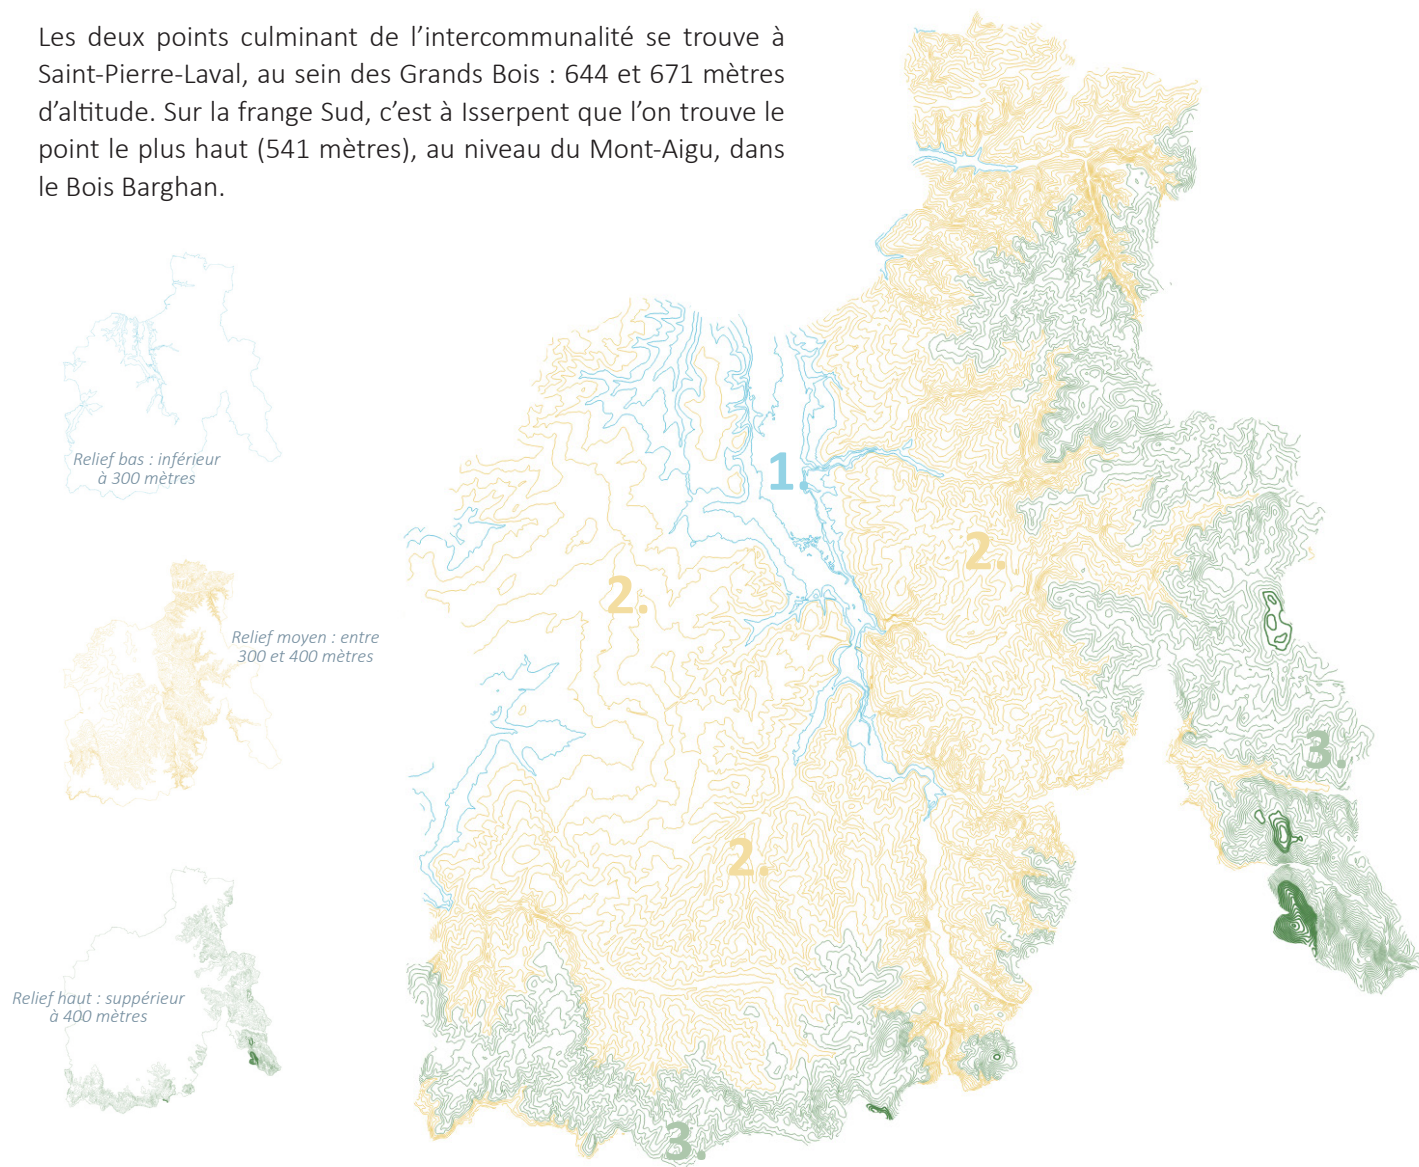 Les deux points culminant de l’intercommunalité se trouve à
Saint-Pierre-Laval, au sein des Grands Bois : 644 et 671 mètres
d’altitude. Sur la frange Sud, c’est à Isserpent que l’on trouve le
point le plus haut (541 mètres), au niveau du Mont-Aigu, dans
le Bois Barghan.
Relief bas : inférieur
à 300 mètres
1.
2.
2.
Relief moyen : entre
300 et 400 mètres
3.
2.
Relief haut : suppérieur
à 400 mètres
3.